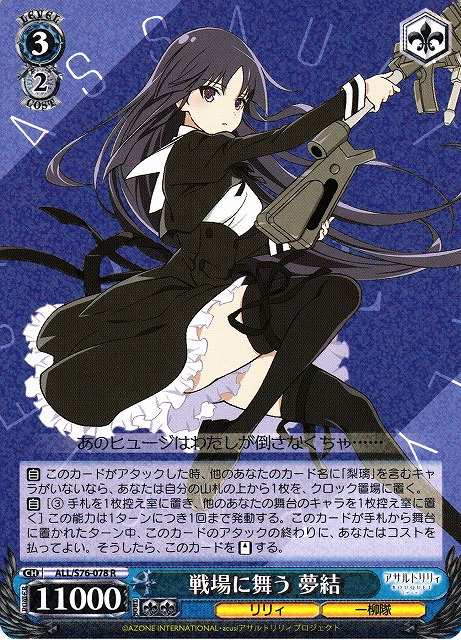 LEVEL
3
2
COST
ASSAULT
LILY
あのヒュージはわたしが倒さなくちゃ……
自 このカードがアタックした時、他のあなたのカード名に「梨璃」を含むキャ
ラがいないなら、あなたは自分の山札の上から1枚を、クロック置場に置く。
自 [③ 手札を1枚控え室に置き、他のあなたの舞台のキャラを1枚控え室に置
く] この能力は1ターンにつき1回まで発動する。このカードが手札から舞台
に置かれたターン中、このカードのアタックの終わりに、あなたはコストを
払ってよい。そうしたら、このカードを し する。
CH ALL/S76-078 R
POWER
11000
SOUL
戦場に舞う 夢結
アサルトリリィ
BOUQUET
リリィ
一柳隊
©AZONE INTERNATIONAL・acus/アサルトリリィプロジェクト